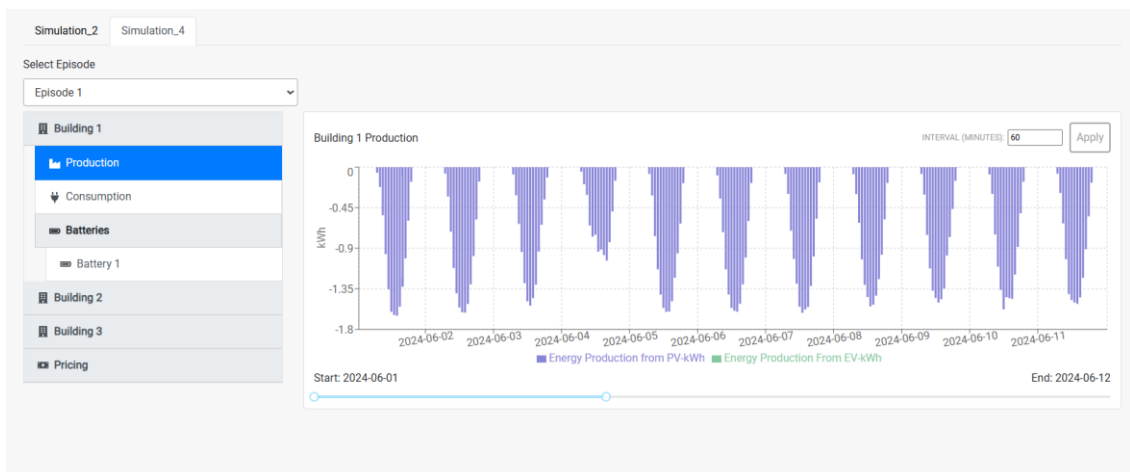 Simulation_2 Simulation_4
Select Episode
Episode 1
Building 1
Production
Consumption
Batteries
Battery 1
Building 2
Building 3
Pricing
Building 1 Production
INTERVAL (MINUTES): 60 Apply
0
-0.45
-0.9
-1.35
-1.8
kWh
2024-06-02 2024-06-03 2024-06-04 2024-06-05 2024-06-06 2024-06-07 2024-06-08 2024-06-09 2024-06-10 2024-06-11
Energy Production from PV-kWh Energy Production From EV-kWh
Start: 2024-06-01 End: 2024-06-12